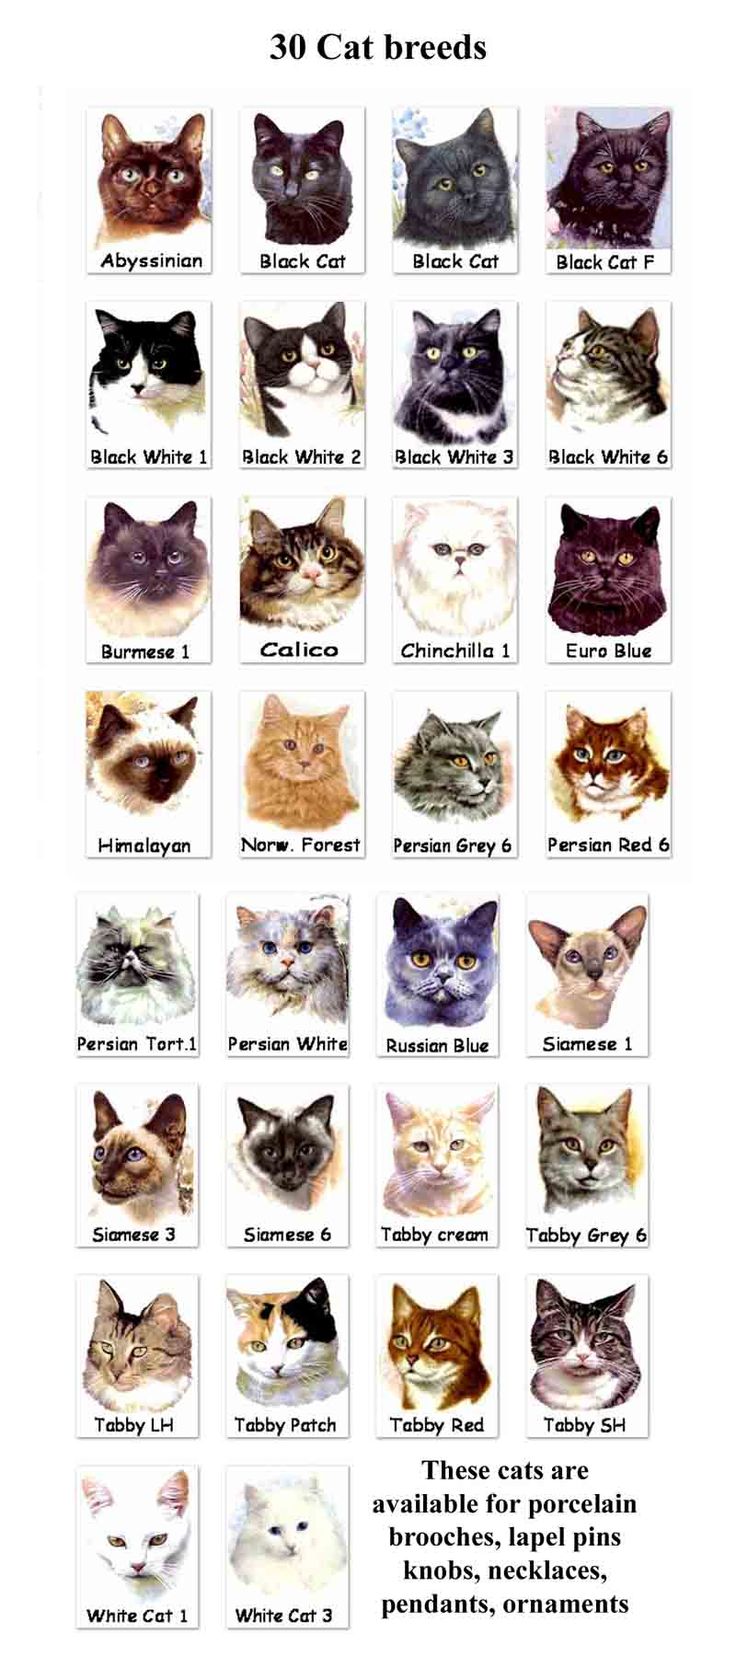 30 Cat breeds
Abyssinian
Black Cat
Black Cat
Black Cat F
Black White 1
Black White 2
Black White 3
Black White 6
Burmese 1
Calico
Chinchilla 1
Euro Blue
Himalayan
Norw. Forest
Persian Grey 6
Persian Red 6
Persian Tort.1
Persian White
Russian Blue
Siamese 1
Siamese 3
Siamese 6
Tabby cream
Tabby Grey 6
Tabby LH
Tabby Patch
Tabby Red
Tabby SH
White Cat 1
White Cat 3
These cats are
available for porcelain
brooches, lapel pins
knobs, necklaces,
pendants, ornaments